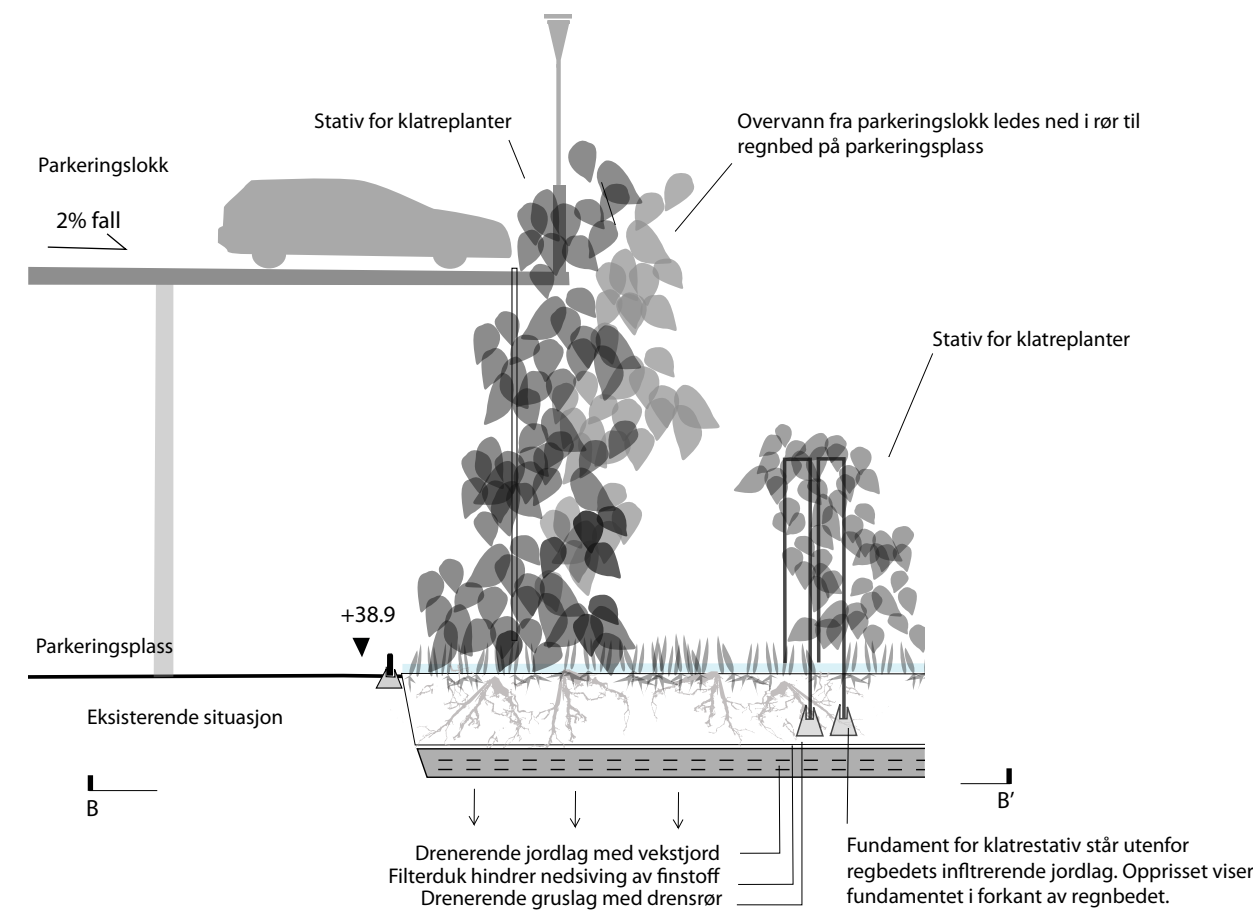 Stativ for klatreplanter
Overvann fra parkeringslokk ledes ned i rør til
regnbed på parkeringsplass
Parkeringslokk
2% fall
Stativ for klatreplanter
+38.9
Parkeringsplass
Eksisterende situasjon
B
B'
Drenerende jordlag med vekstjord
Filterduk hindrer nedsiving av finstoff
Drenerende gruslag med drensrør
Fundament for klatrestativ står utenfor
regbedets infltrerende jordlag. Opprisset viser
fundamentet i forkant av regnbedet.